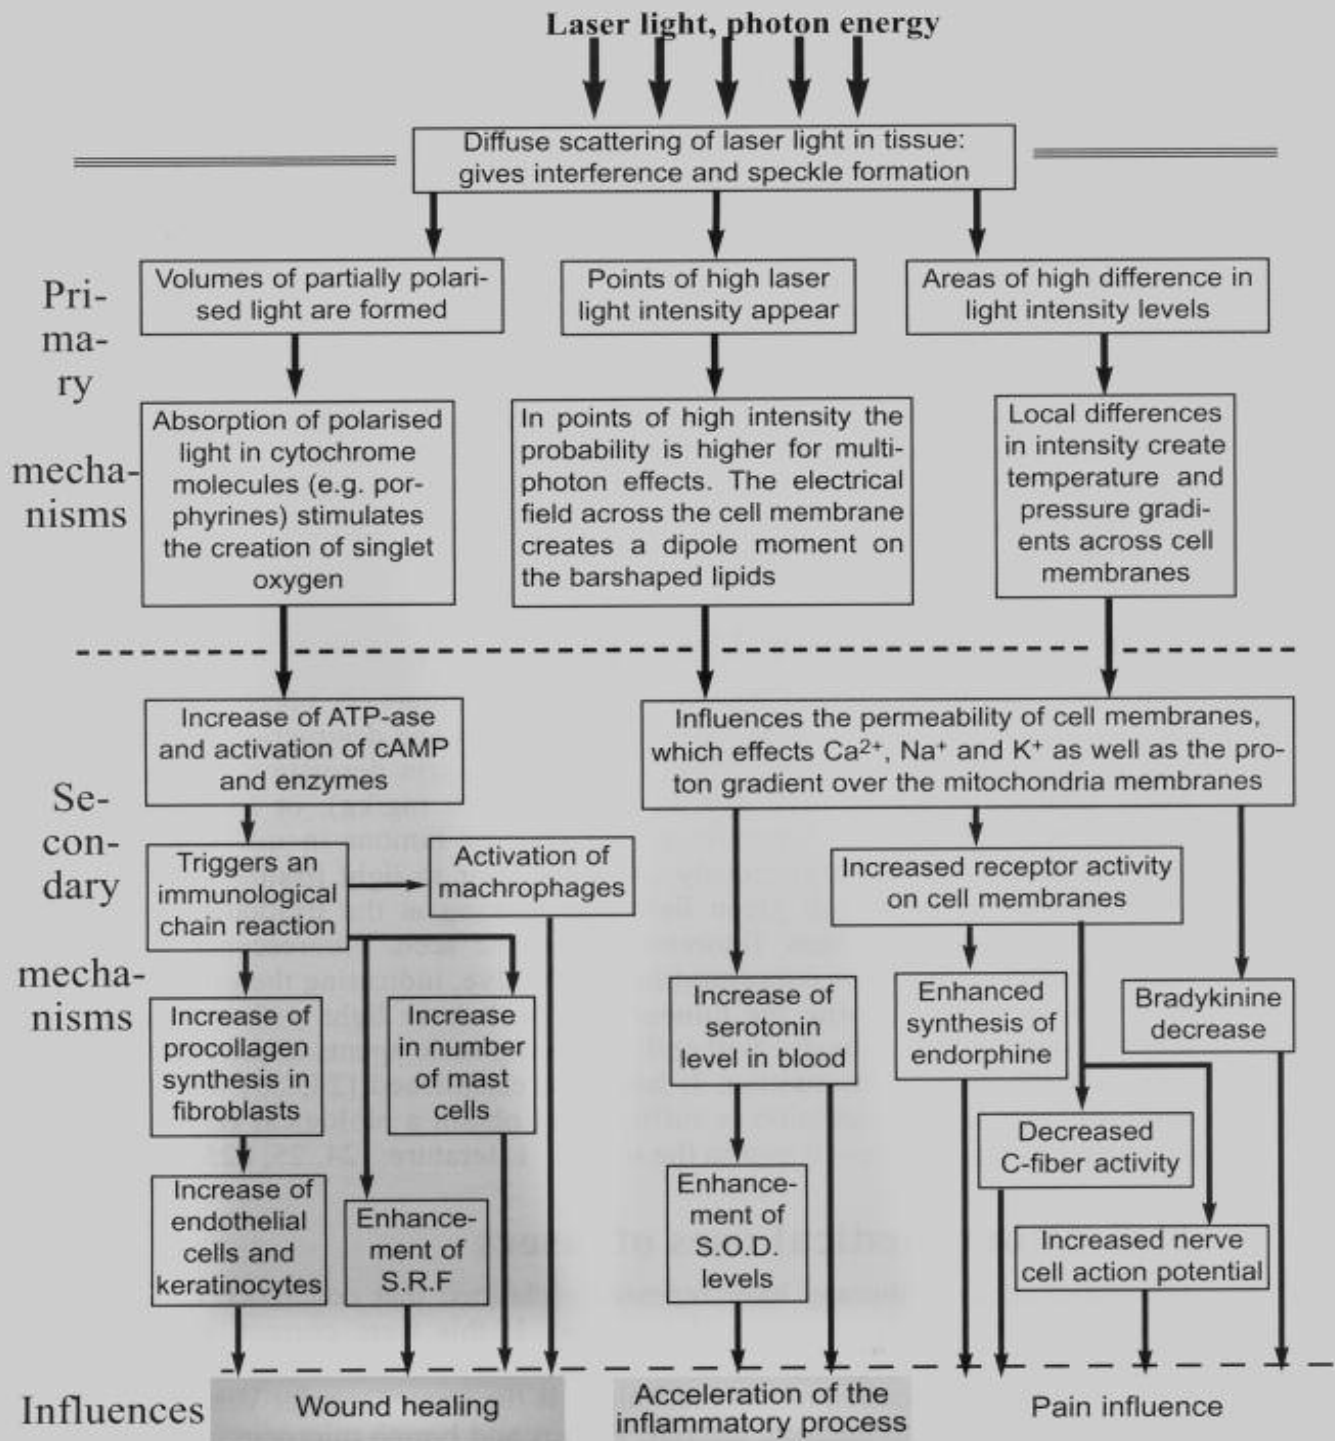 Laser light, photon energy
Diffuse scattering of laser light in tissue:
gives interference and speckle formation
Pri-
ma-
ry
mecha-
nisms
Volumes of partially polari-
sed light are formed
Points of high laser
light intensity appear
Areas of high difference in
light intensity levels
Absorption of polarised
light in cytochrome
molecules (e.g. por-
phyrines) stimulates
the creation of singlet
oxygen
In points of high intensity the
probability is higher for multi-
photon effects. The electrical
field across the cell membrane
creates a dipole moment on
the barshaped lipids
Local differences
in intensity create
temperature and
pressure gradi-
ents across cell
membranes
Se-
con-
dary
mecha-
nisms
Increase of ATP-ase
and activation of cAMP
and enzymes
Influences the permeability of cell membranes,
which effects Ca²⁺, Na⁺ and K⁺ as well as the pro-
ton gradient over the mitochondria membranes
Triggers an
immunological
chain reaction
Activation of
machrophages
Increased receptor activity
on cell membranes
Increase of
procollagen
synthesis in
fibroblasts
Increase
in number
of mast
cells
Increase of
serotonin
level in blood
Enhanced
synthesis of
endorphine
Bradykinine
decrease
Decreased
C-fiber activity
Increase of
endothelial
cells and
keratinocytes
Enhance-
ment of
S.R.F
Enhance-
ment of
S.O.D.
levels
Increased nerve
cell action potential
Influences
Wound healing
Acceleration of the
inflammatory process
Pain influence